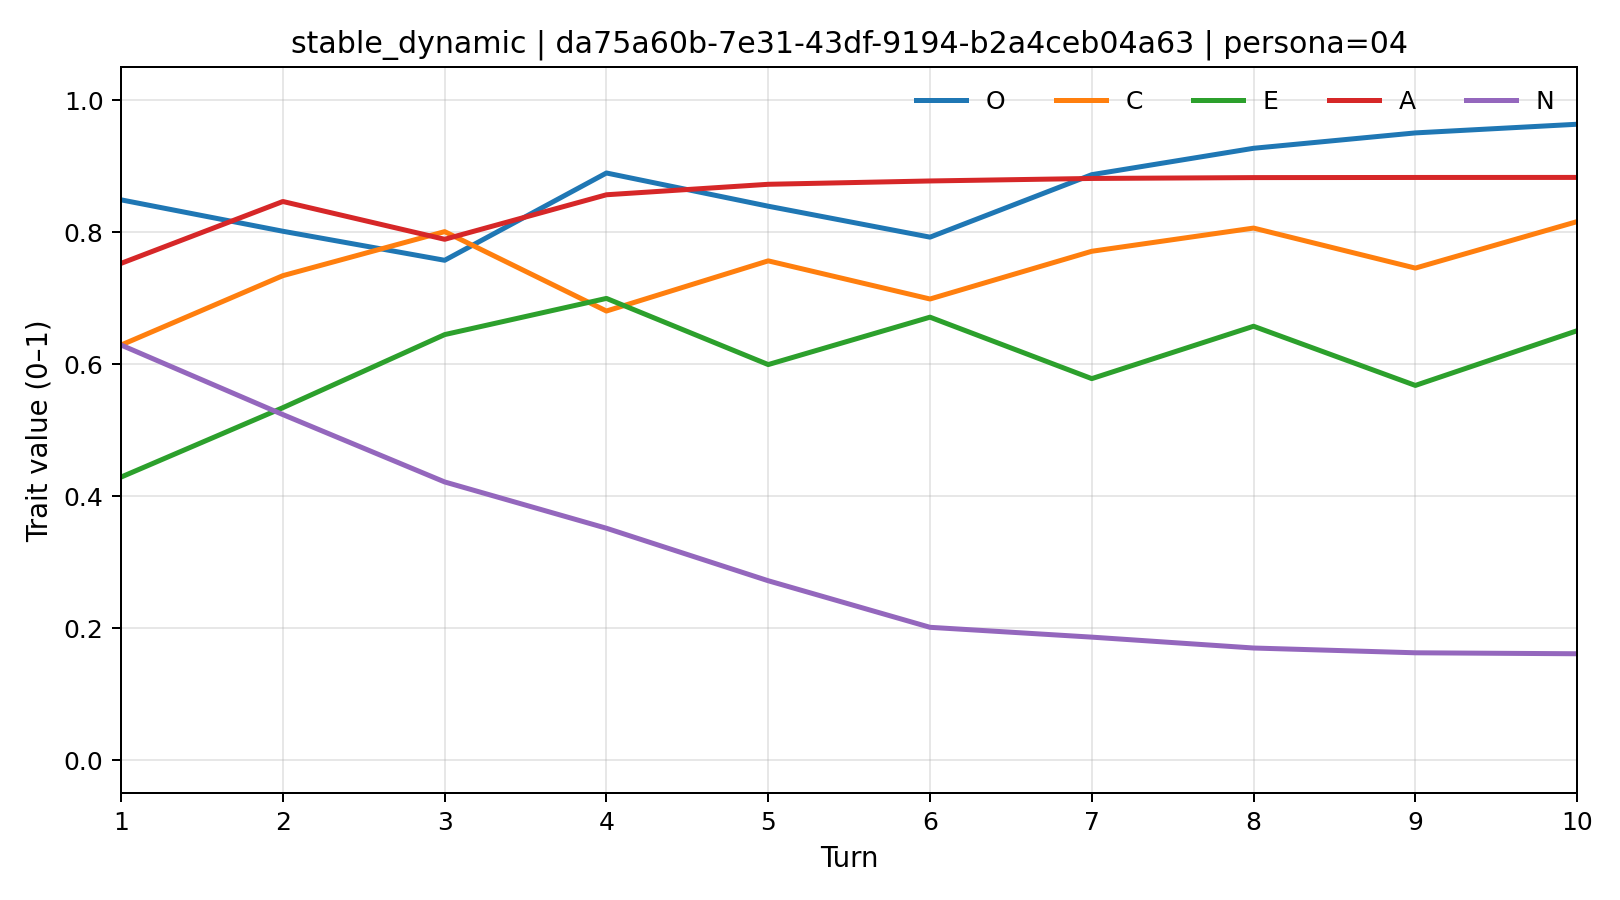 stable_dynamic | da75a60b-7e31-43df-9194-b2a4ceb04a63 | persona=04
O C E A N
Trait value (0–1)
1.0
0.8
0.6
0.4
0.2
0.0
1 2 3 4 5 6 7 8 9 10
Turn